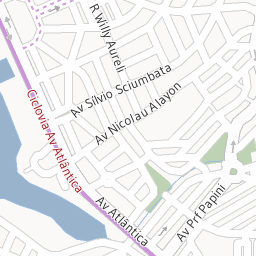 R Willy Aureli
Av Sílvio Sciumbata
Av Nicolau Alayon
Ciclovia Av Atlântica
Av Atlântica
Av Prf Papini